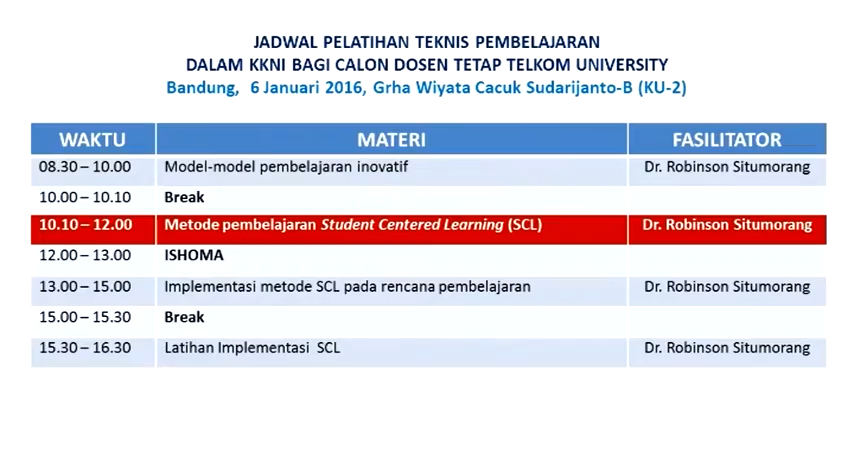 JADWAL PELATIHAN TEKNIS PEMBELAJARAN
DALAM KKNI BAGI CALON DOSEN TETAP TELKOM UNIVERSITY
Bandung, 6 Januari 2016, Grha Wiyata Cacuk Sudarijanto-B (KU-2)
WAKTU MATERI FASILITATOR
08.30 – 10.00 Model-model pembelajaran inovatif Dr. Robinson Situmorang
10.00 – 10.10 Break
10.10 – 12.00 Metode pembelajaran Student Centered Learning (SCL) Dr. Robinson Situmorang
12.00 – 13.00 ISHOMA
13.00 – 15.00 Implementasi metode SCL pada rencana pembelajaran Dr. Robinson Situmorang
15.00 – 15.30 Break
15.30 – 16.30 Latihan Implementasi SCL Dr. Robinson Situmorang